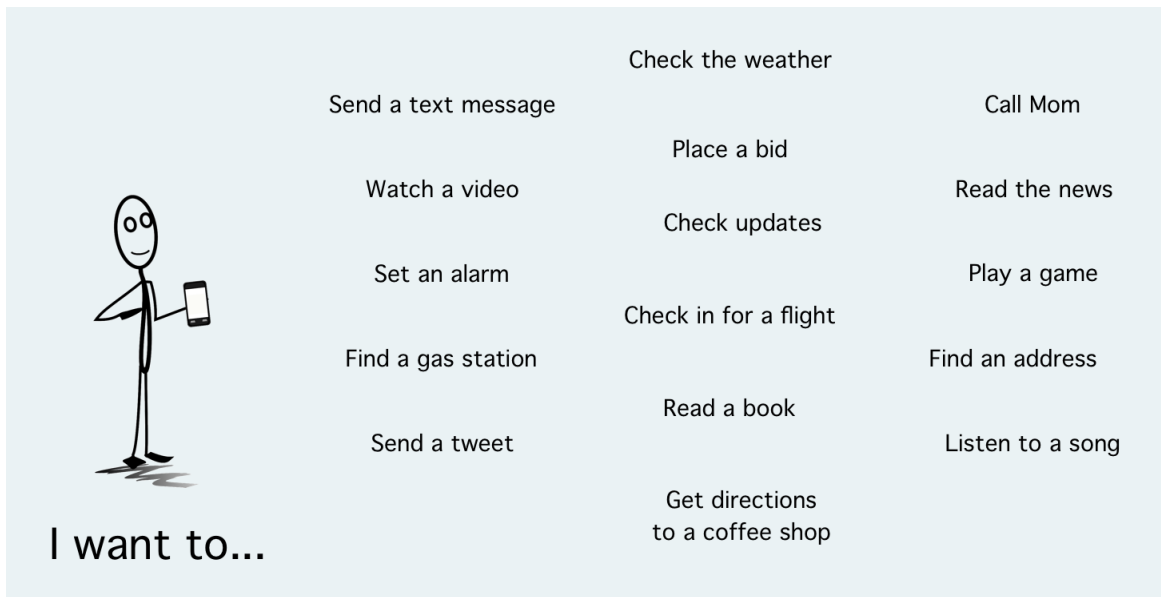 Check the weather
Send a text message
Call Mom
Place a bid
Watch a video
Read the news
Check updates
Set an alarm
Play a game
Check in for a flight
Find a gas station
Find an address
Read a book
Send a tweet
Listen to a song
Get directions
to a coffee shop
I want to...